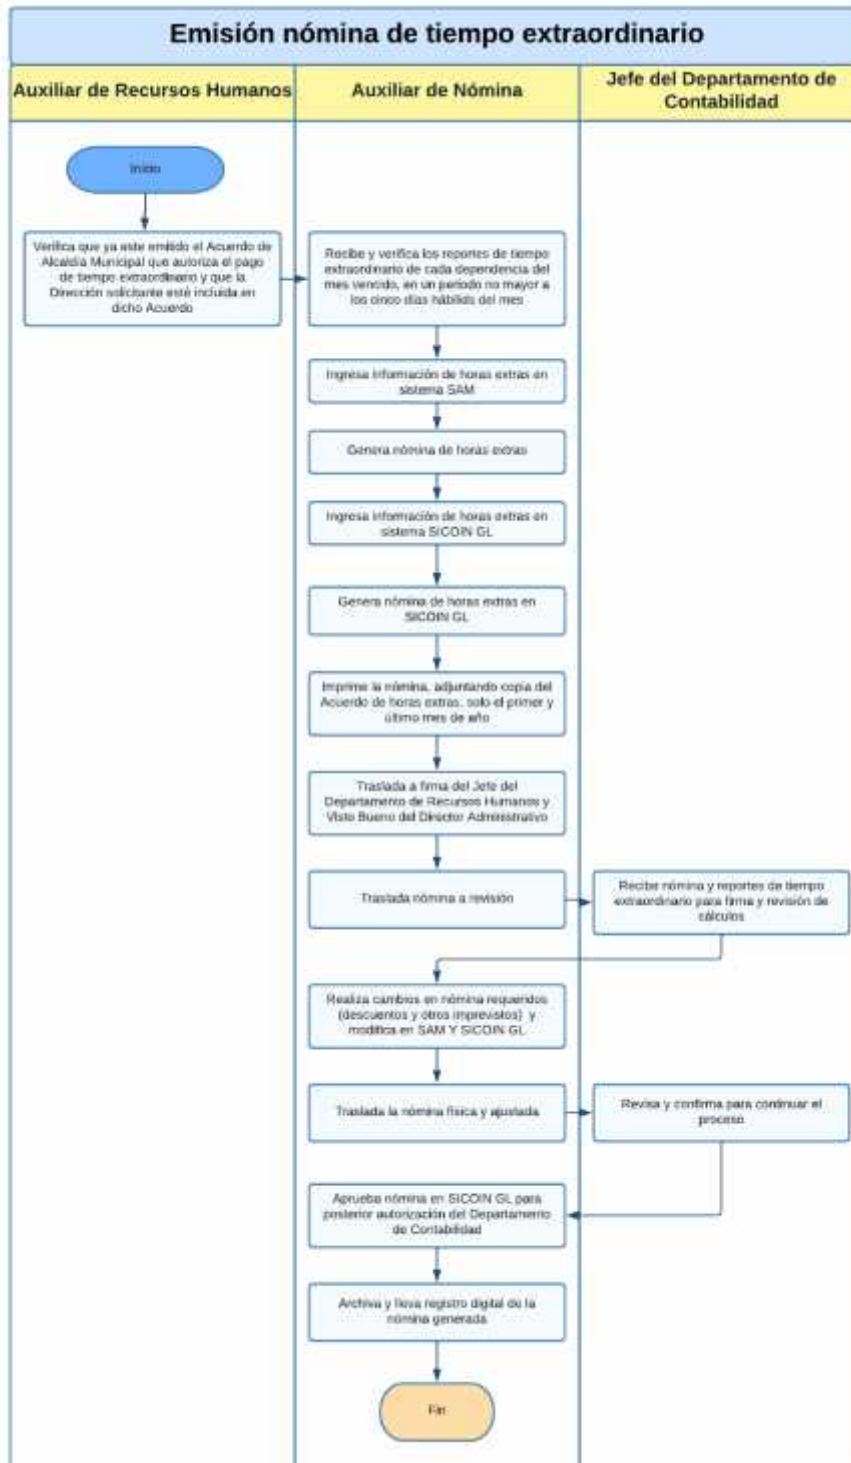 Emisión nómina de tiempo extraordinario
Auxiliar de Recursos Humanos
Auxiliar de Nómina
Jefe del Departamento de
Contabilidad
Inicio
Verifica que ya este emitido el Acuerdo de
Alcaldía Municipal que autoriza el pago
de tiempo extraordinario y que la
Dirección solicitante esté incluida en
dicho Acuerdo
Recibe y verifica los reportes de tiempo
extraordinario de cada dependencia del
mes vencido, en un período no mayor a
los cinco días hábilds del mes
Ingresa información de horas extras en
sistema SAM
Genera nómina de horas extras
Ingresa información de horas extras en
sistema SICOIN GL
Genera nómina de horas extras en
SICOIN GL
Imprime la nómina, adjuntando copia del
Acuerdo de horas extras, solo el primer y
último mes de año
Traslada a firma del Jefe del
Departamento de Recursos Humanos y
Visto Bueno del Director Administrativo
Traslada nómina a revisión
Recibe nómina y reportes de tiempo
extraordinario para firma y revisión de
cálculos
Realiza cambios en nómina requeridos
(descuentos y otros imprevistos) y
modifica en SAM Y SICOIN GL
Traslada la nómina física y ajustada
Revisa y confirma para continuar el
proceso
Aprueba nómina en SICOIN GL para
posterior autorización del Departamento
de Contabilidad
Archiva y lleva registro digital de la
nómina generada
Fin